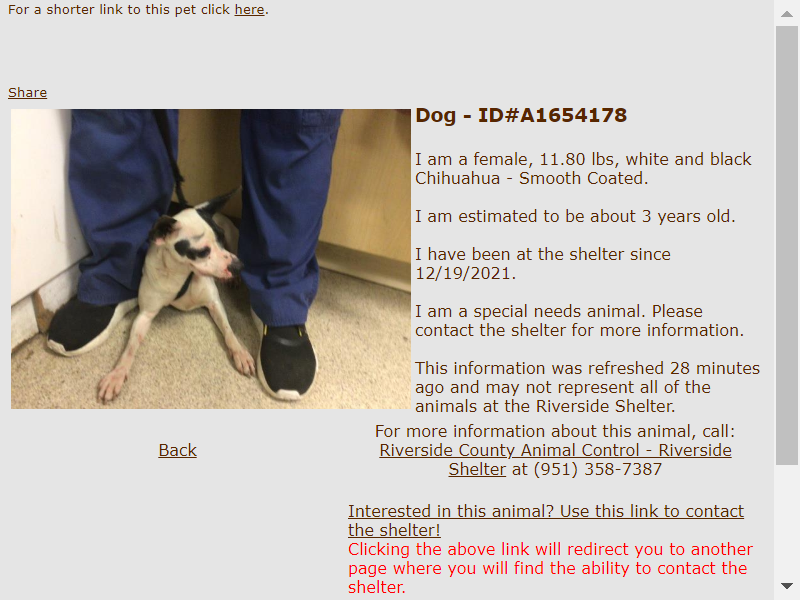 For a shorter link to this pet click here.
Share
Dog - ID#A1654178
I am a female, 11.80 lbs, white and black
Chihuahua - Smooth Coated.
I am estimated to be about 3 years old.
I have been at the shelter since
12/19/2021.
I am a special needs animal. Please
contact the shelter for more information.
This information was refreshed 28 minutes
ago and may not represent all of the
animals at the Riverside Shelter.
Back
For more information about this animal, call:
Riverside County Animal Control - Riverside
Shelter at (951) 358-7387
Interested in this animal? Use this link to contact
the shelter!
Clicking the above link will redirect you to another
page where you will find the ability to contact the
shelter.